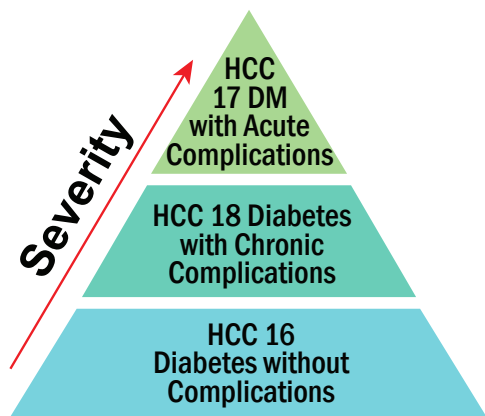 HCC
17 DM
with Acute
Complications
Severity
HCC 18 Diabetes
with Chronic
Complications
HCC 16
Diabetes without
Complications